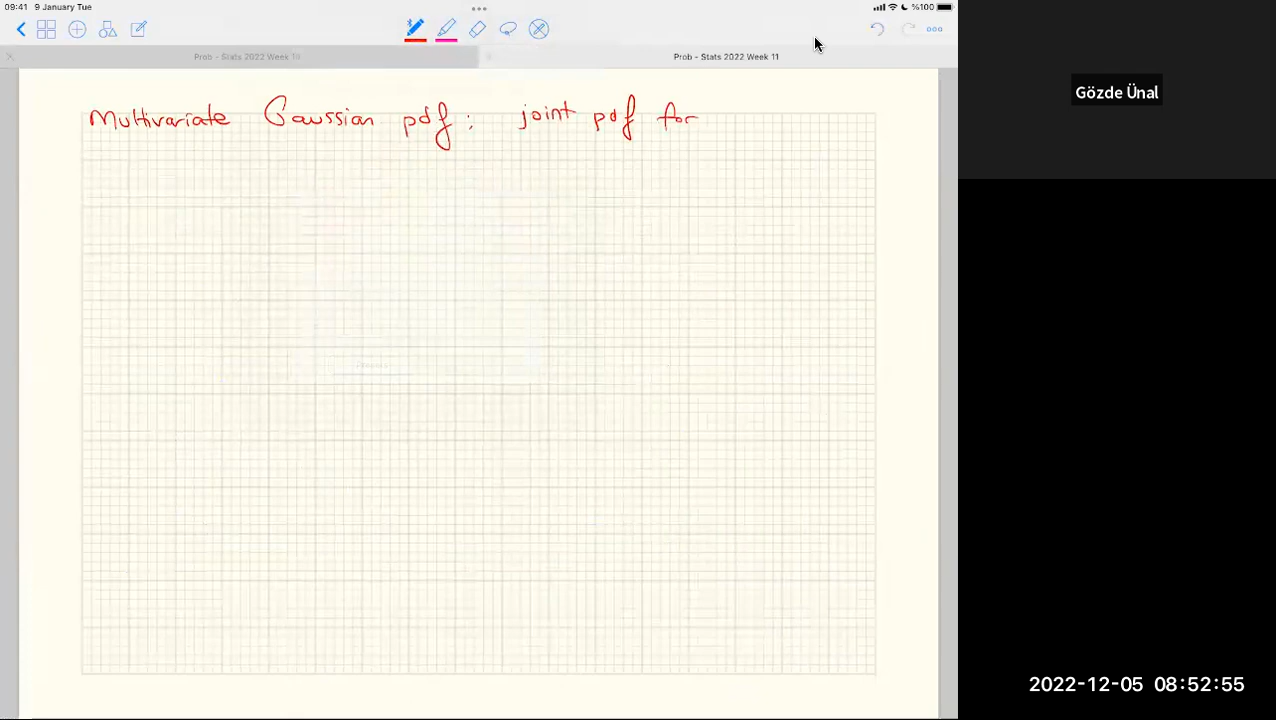 09:41 9 January Tue
%100
Prob - Stats 2022 Week 10
Prob - Stats 2022 Week 11
Gözde Ünal
Multivariate Gaussian pdf: joint pdf for
2022-12-05 08:52:55